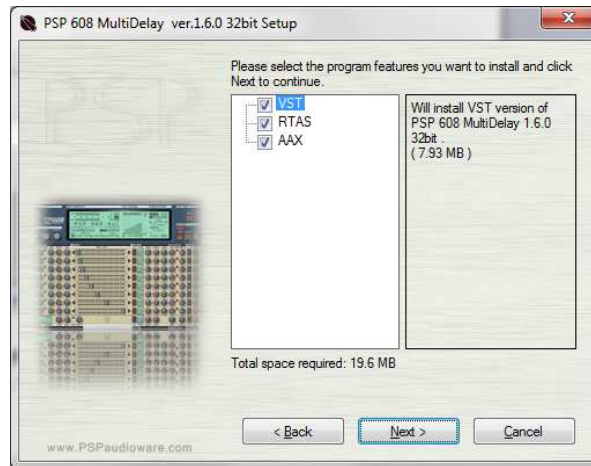 PSP 608 MultiDelay ver.1.6.0 32bit Setup
Please select the program features you want to install and click
Next to continue.
VST
RTAS
AAX
Will install VST version of
PSP 608 MultiDelay 1.6.0
32bit .
( 7.93 MB )
PSP
Total space required: 19.6 MB
< Back
Next >
Cancel
www.PSPaudioware.com